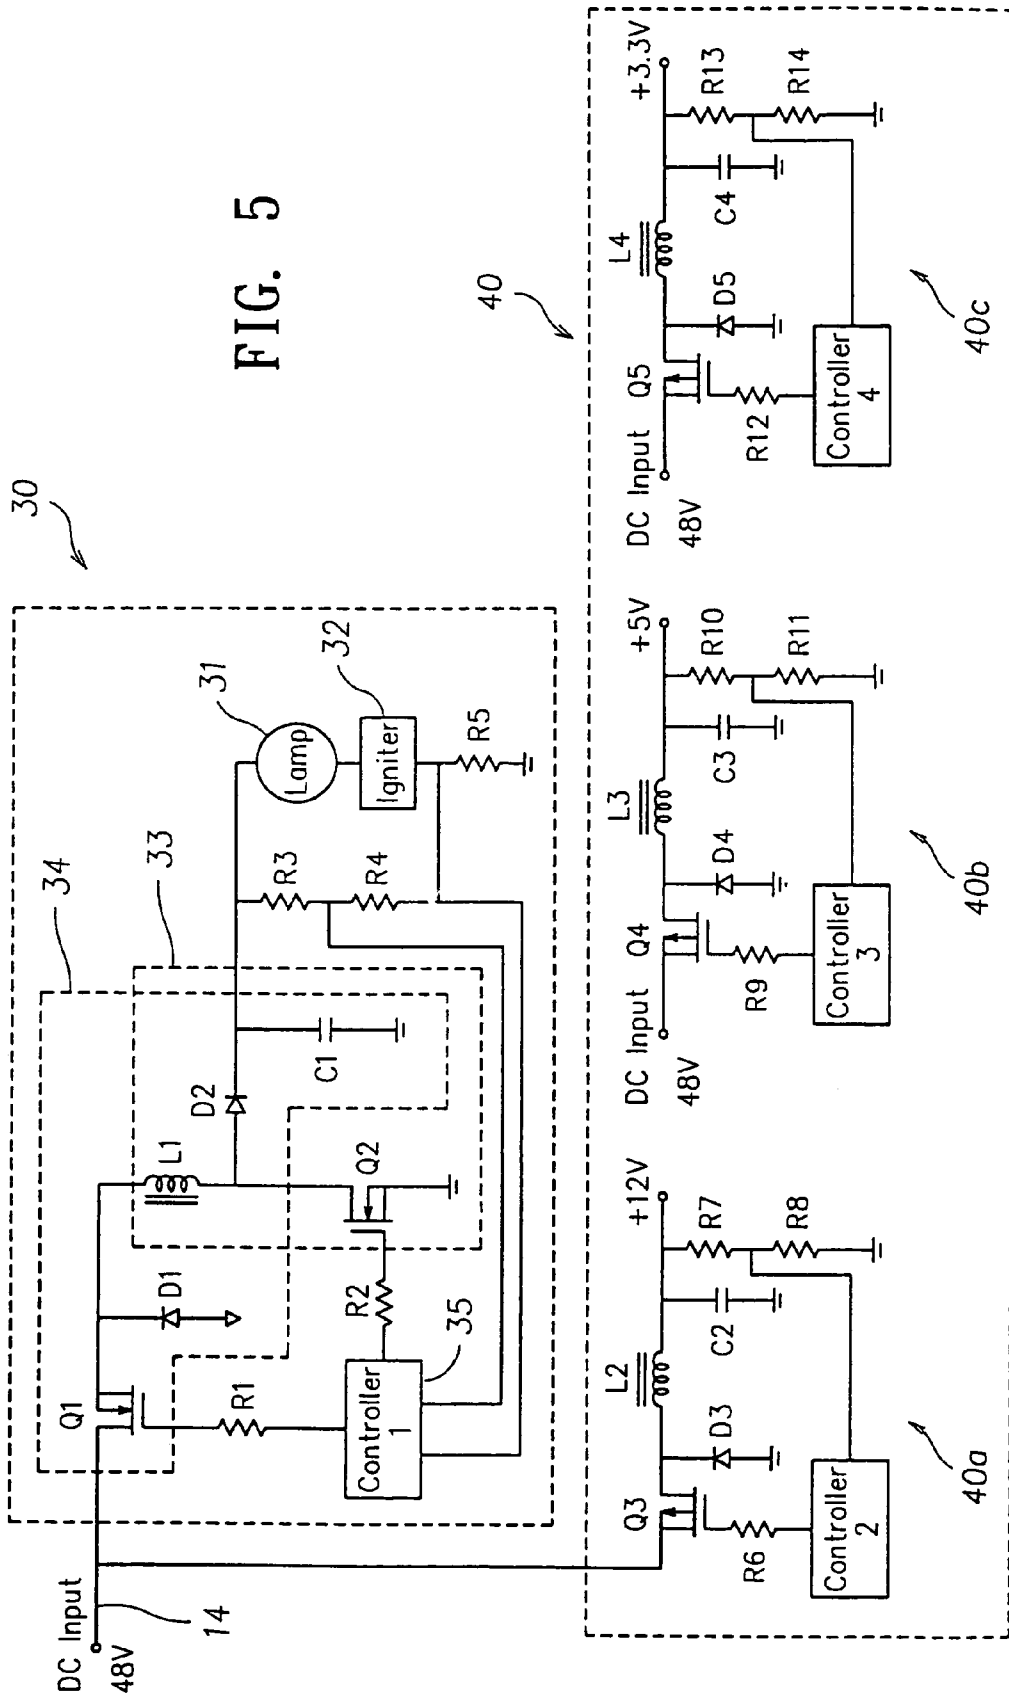 FIG. 5
30
34
33
31
32
DC Input
48V
14
Q1
D1
L1
D2
C1
Q2
R1
R2
R3
R4
R5
Lamp
Igniter
Controller
1
35
40
DC Input
48V
DC Input
48V
Q3
L2
+12V
D3
C2
R7
R8
R6
Controller
2
40a
Q4
L3
+5V
D4
C3
R10
R11
R9
Controller
3
40b
Q5
L4
+3.3V
D5
C4
R13
R14
R12
Controller
4
40c